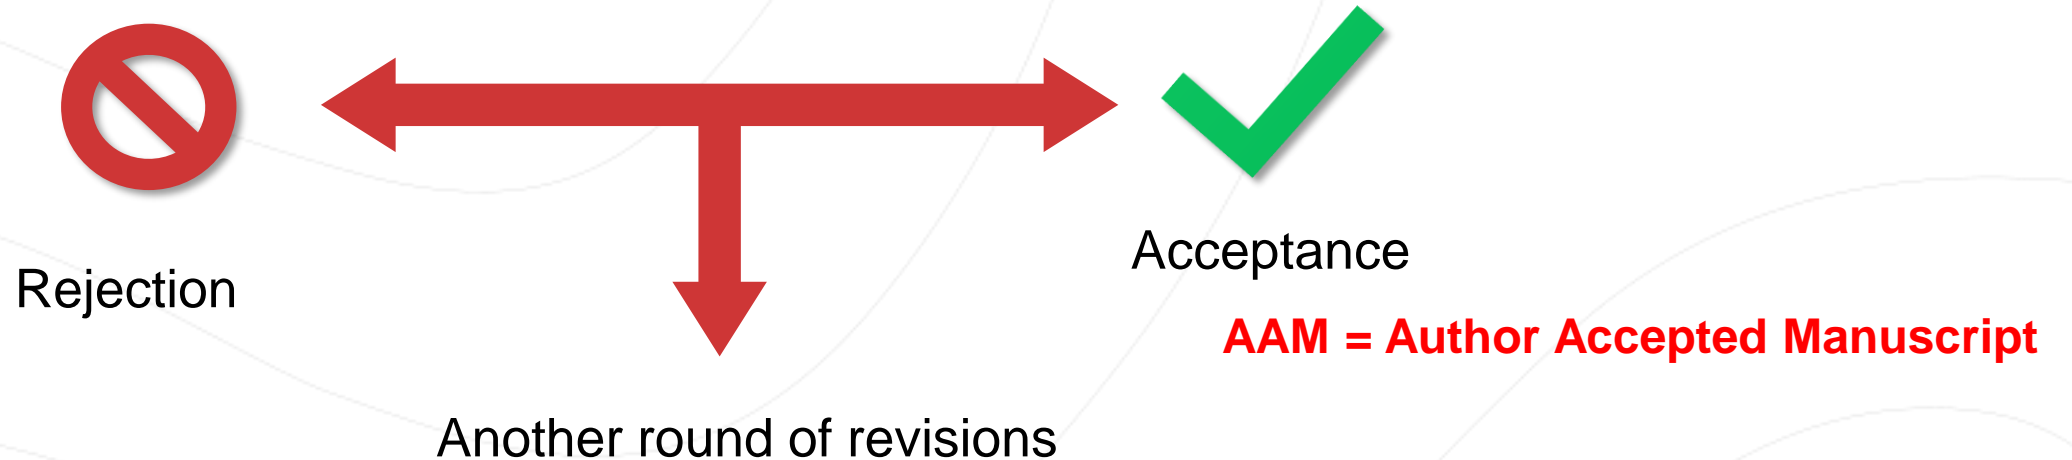 Rejection
Acceptance
AAM = Author Accepted Manuscript
Another round of revisions